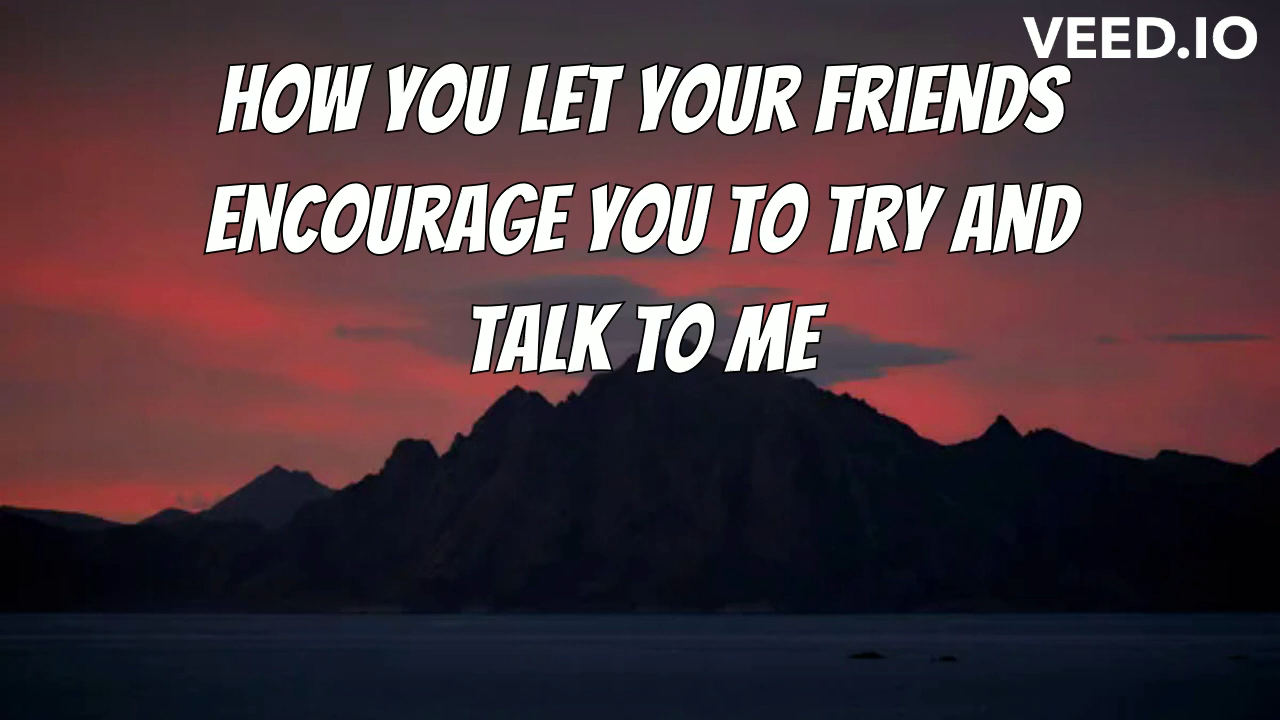 VEED.IO
HOW YOU LET YOUR FRIENDS
ENCOURAGE YOU TO TRY AND
TALK TO ME